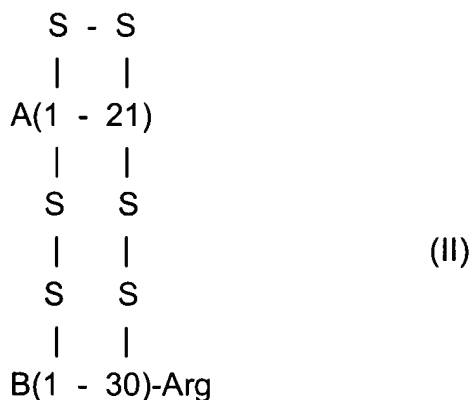 S - S
| |
A(1 - 21)
| |
S S
| | (II)
S S
| |
B(1 - 30)-Arg